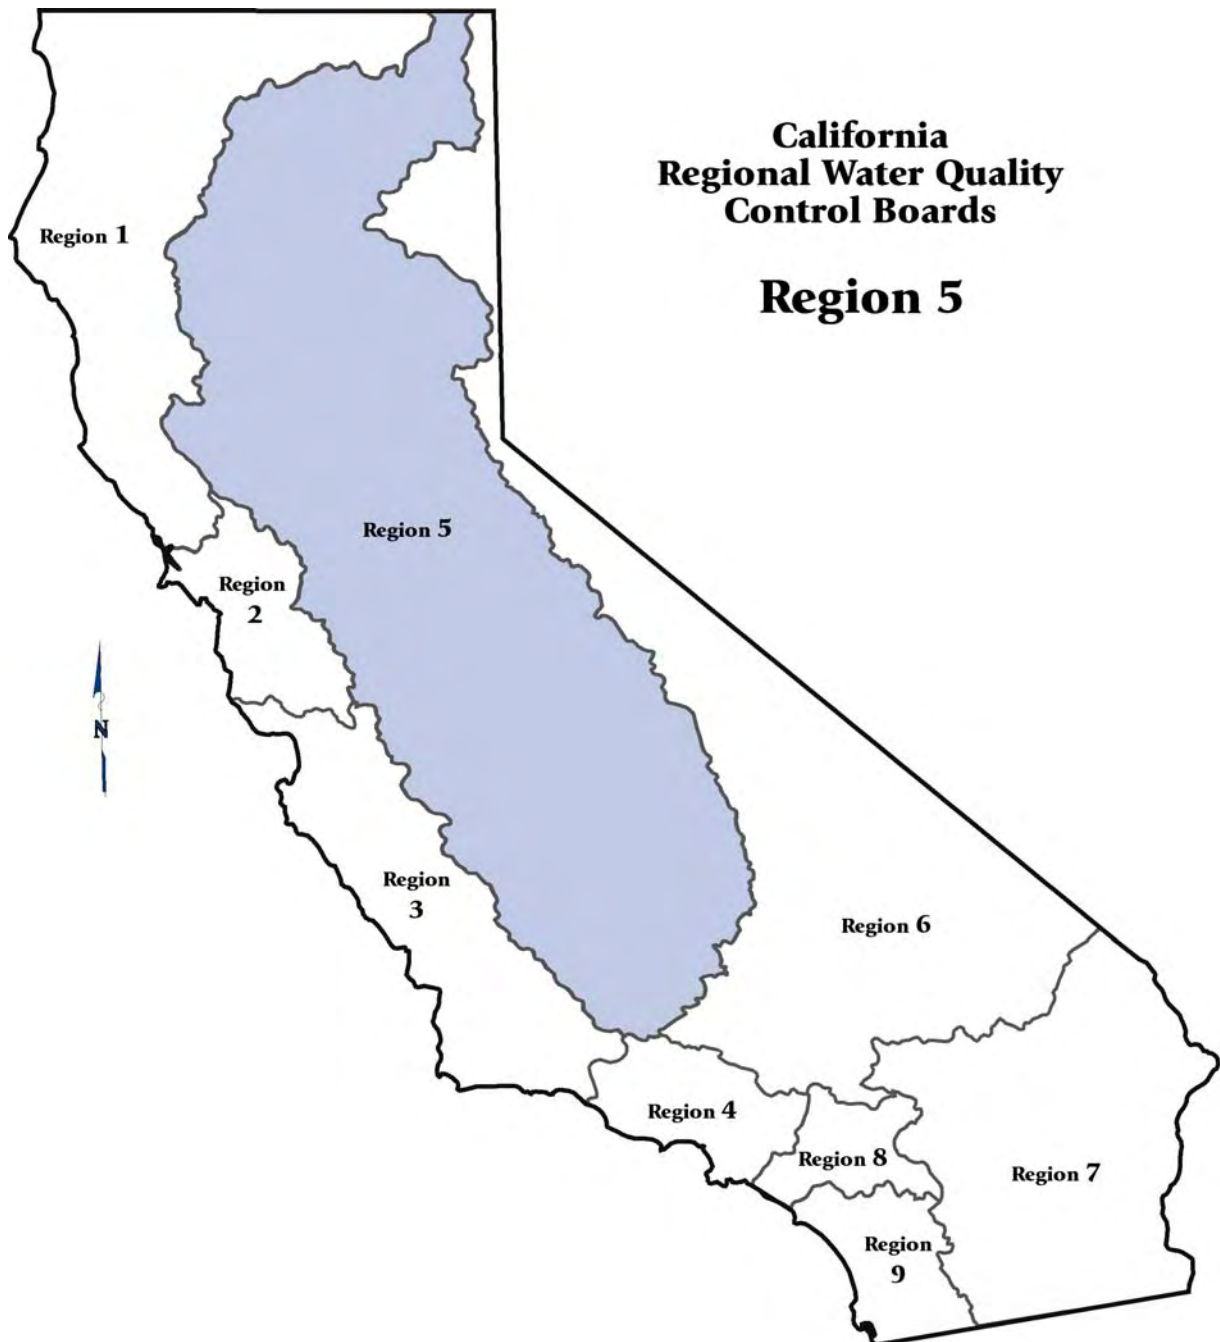 California
Regional Water Quality
Control Boards
Region 5
Region 1
Region 5
Region
2
N
Region
3
Region 6
Region 4
Region 8
Region 7
Region
9